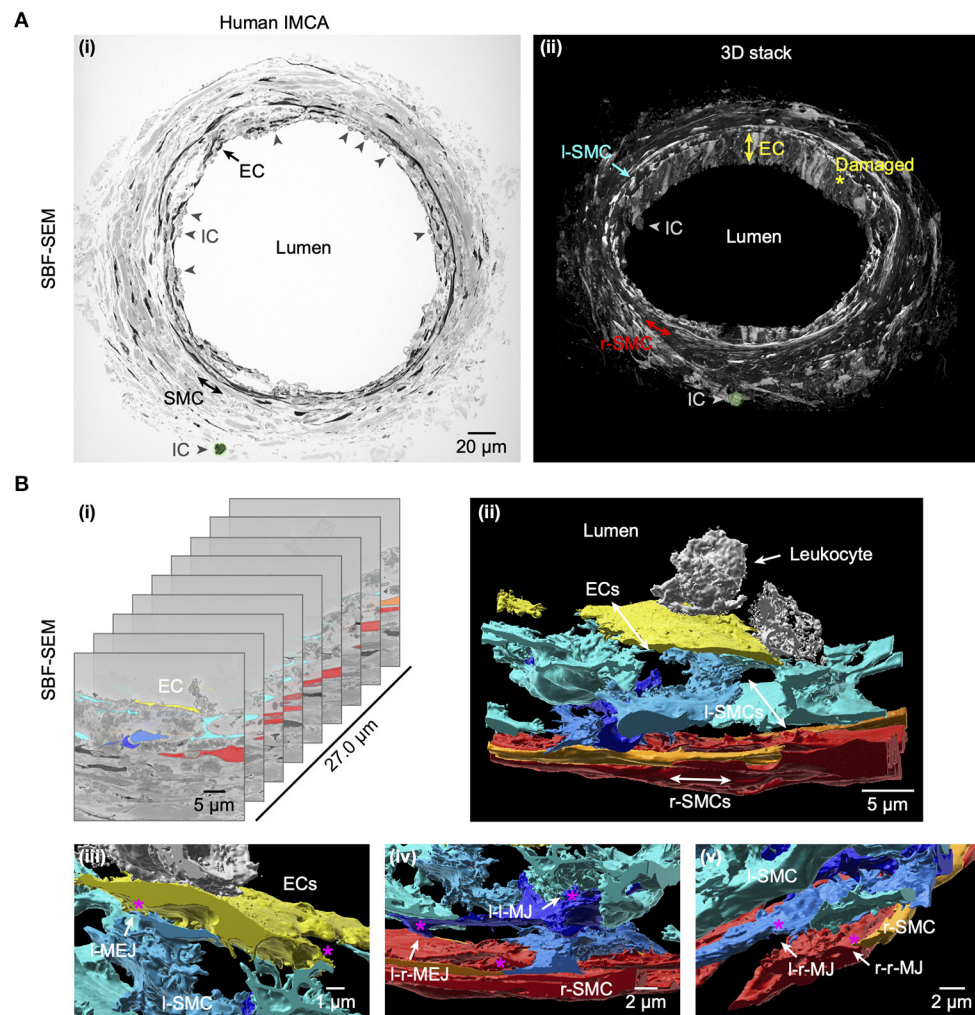 A
Human IMCA
(i)
EC
IC
Lumen
SMC
IC
20 µm
SBF-SEM
(ii)
3D stack
l-SMC
EC
Damaged
*
IC
Lumen
r-SMC
IC
B
(i)
SBF-SEM
EC
5 µm
27.0 µm
(ii)
Lumen
Leukocyte
ECs
l-SMCs
r-SMCs
5 µm
(iii)
ECs
*
*
l-MEJ
l-SMC
1 µm
(iv)
l-l-MJ
*
*
*
l-r-MEJ
r-SMC
2 µm
(v)
l-SMC
r-SMC
*
*
l-r-MJ
r-r-MJ
2 µm